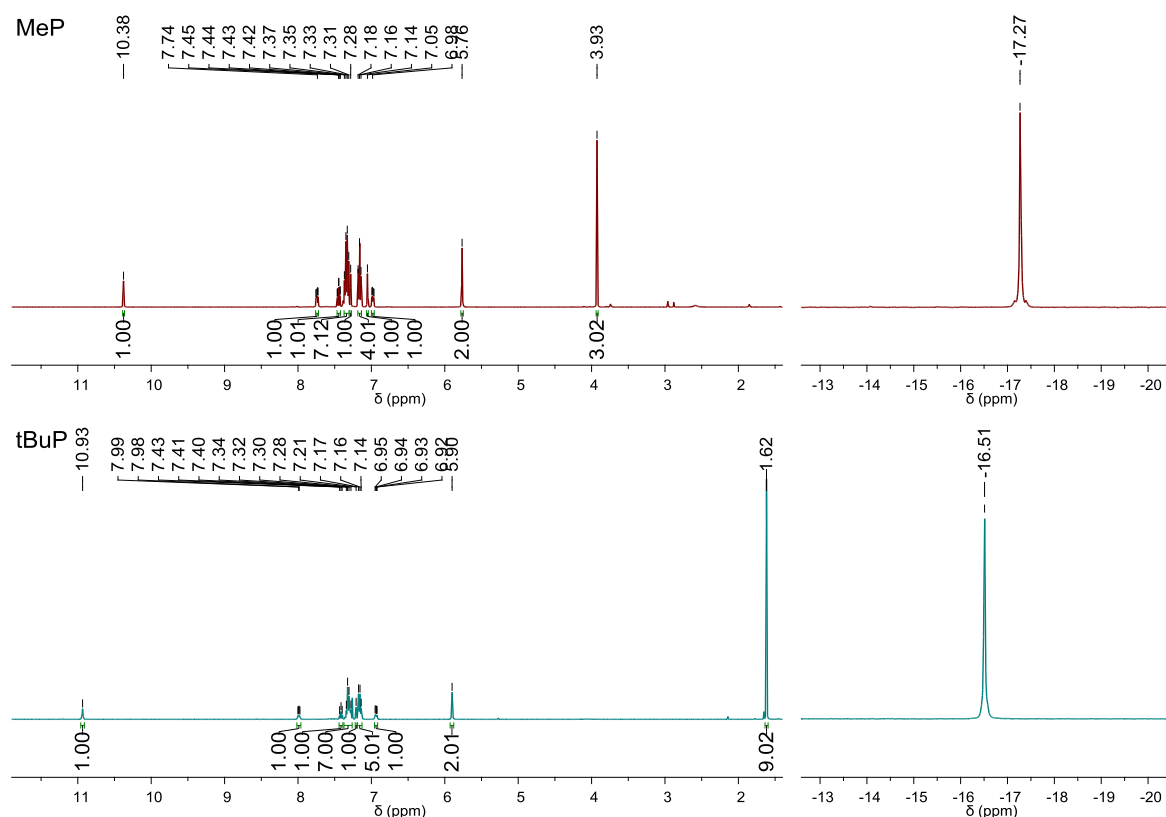 MeP
10.38 7.74 7.45 7.44 7.43 7.42 7.37 7.35 7.33 7.31 7.28 7.18 7.16 7.14 7.05 6.98 5.76 3.93 -17.27
1.00 1.00 1.01 7.12 1.00 4.01 1.00 1.00 2.00 3.02
11 10 9 8 7 6 5 4 3 2 -13 -14 -15 -16 -17 -18 -19 -20
δ (ppm) δ (ppm)
tBuP
10.93 7.99 7.98 7.43 7.41 7.40 7.34 7.32 7.30 7.28 7.21 7.17 7.16 7.14 6.95 6.94 6.93 6.92 5.90 1.62 -16.51
1.00 1.00 1.00 7.00 1.00 5.01 1.00 2.01 9.02
11 10 9 8 7 6 5 4 3 2 -13 -14 -15 -16 -17 -18 -19 -20
δ (ppm) δ (ppm)